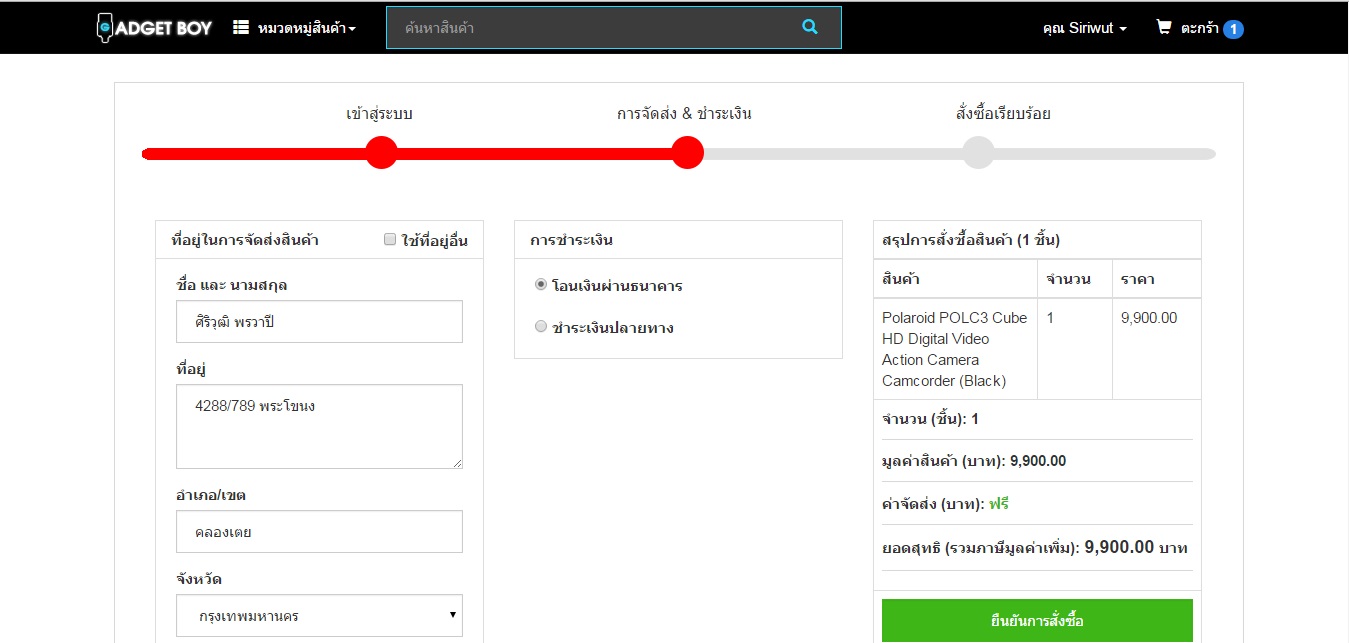 GADGET BOY
หมวดหมู่สินค้า
ค้นหาสินค้า
คุณ Siriwut
ตะกร้า 1
เข้าสู่ระบบ
การจัดส่ง & ชำระเงิน
สั่งซื้อเรียบร้อย
ที่อยู่ในการจัดส่งสินค้า
ใช้ที่อยู่อื่น
ชื่อ และ นามสกุล
ศิริวุฒิ พรวาปี
ที่อยู่
4288/789 พระโขนง
อำเภอ/เขต
คลองเตย
จังหวัด
กรุงเทพมหานคร
การชำระเงิน
โอนเงินผ่านธนาคาร
ชำระเงินปลายทาง
สรุปการสั่งซื้อสินค้า (1 ชิ้น)
สินค้า จำนวน ราคา
Polaroid POLC3 Cube 1 9,900.00
HD Digital Video
Action Camera
Camcorder (Black)
จำนวน (ชิ้น): 1
มูลค่าสินค้า (บาท): 9,900.00
ค่าจัดส่ง (บาท): ฟรี
ยอดสุทธิ (รวมภาษีมูลค่าเพิ่ม): 9,900.00 บาท
ยืนยันการสั่งซื้อ